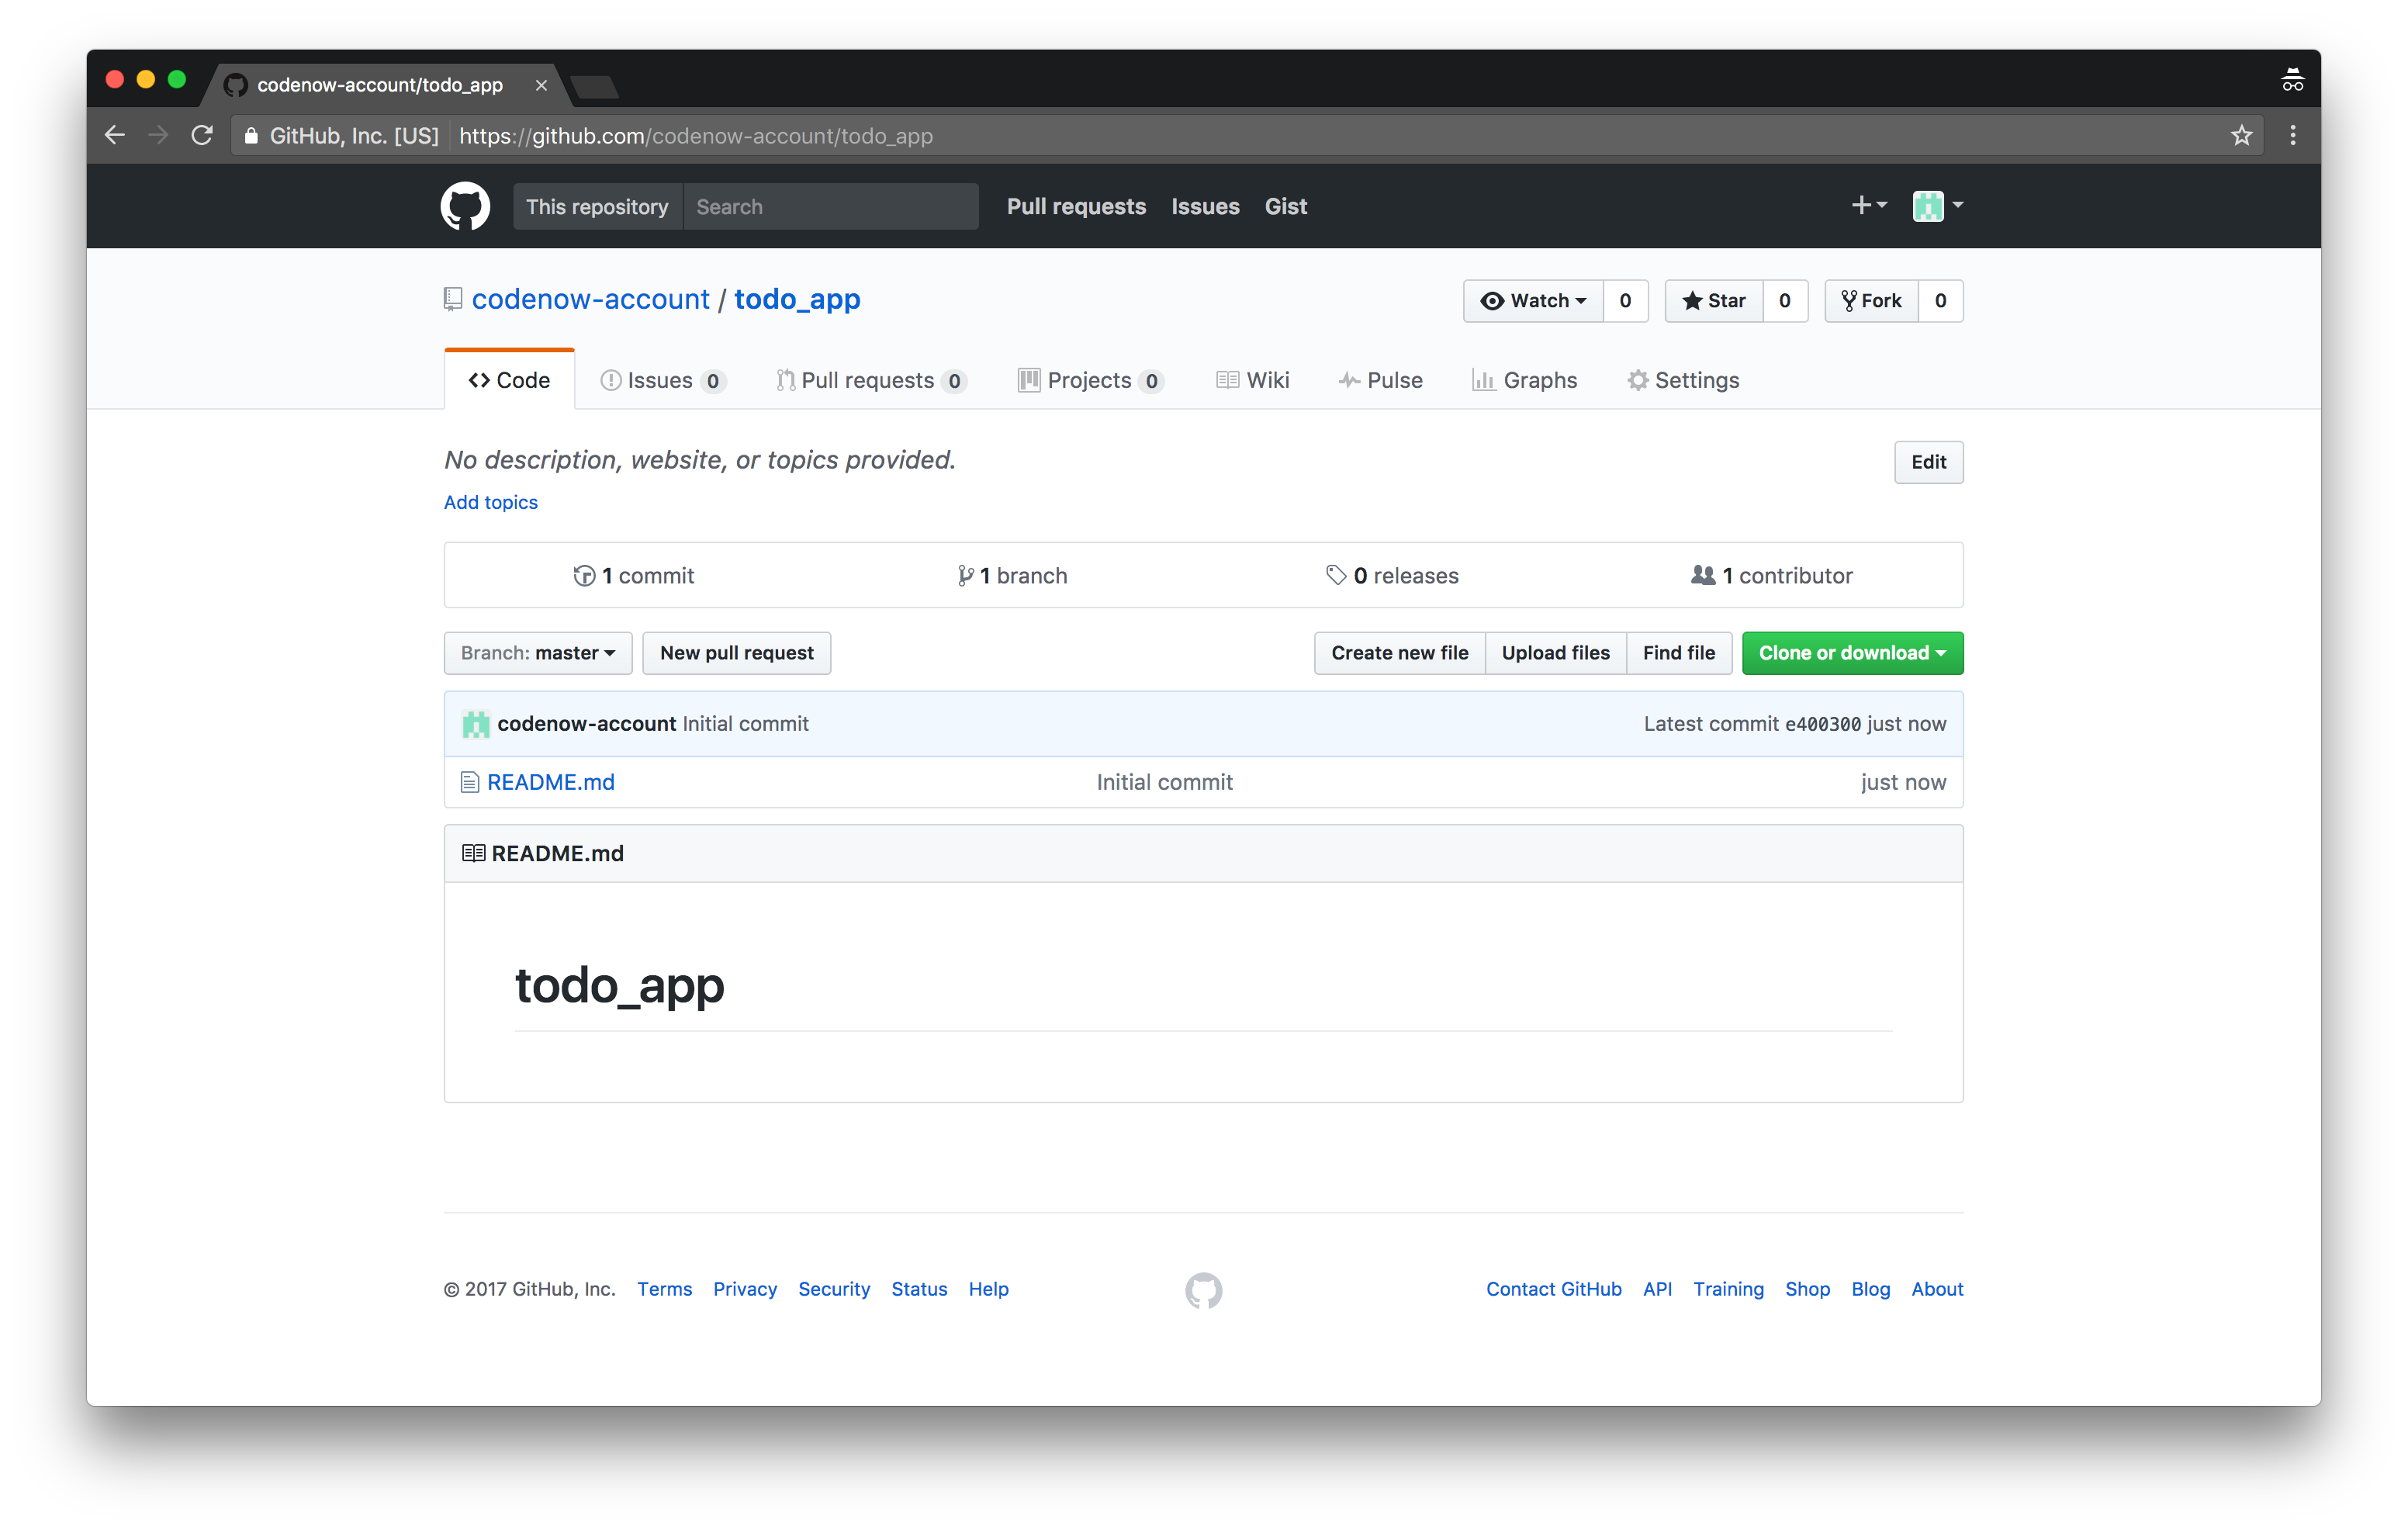 codenow-account/todo_app
GitHub, Inc. [US] https://github.com/codenow-account/todo_app
This repository Search Pull requests Issues Gist
codenow-account / todo_app Watch 0 Star 0 Fork 0
Code Issues 0 Pull requests 0 Projects 0 Wiki Pulse Graphs Settings
No description, website, or topics provided. Edit
Add topics
1 commit 1 branch 0 releases 1 contributor
Branch: master New pull request Create new file Upload files Find file Clone or download
codenow-account Initial commit Latest commit e400300 just now
README.md Initial commit just now
README.md
todo_app
© 2017 GitHub, Inc. Terms Privacy Security Status Help Contact GitHub API Training Shop Blog About